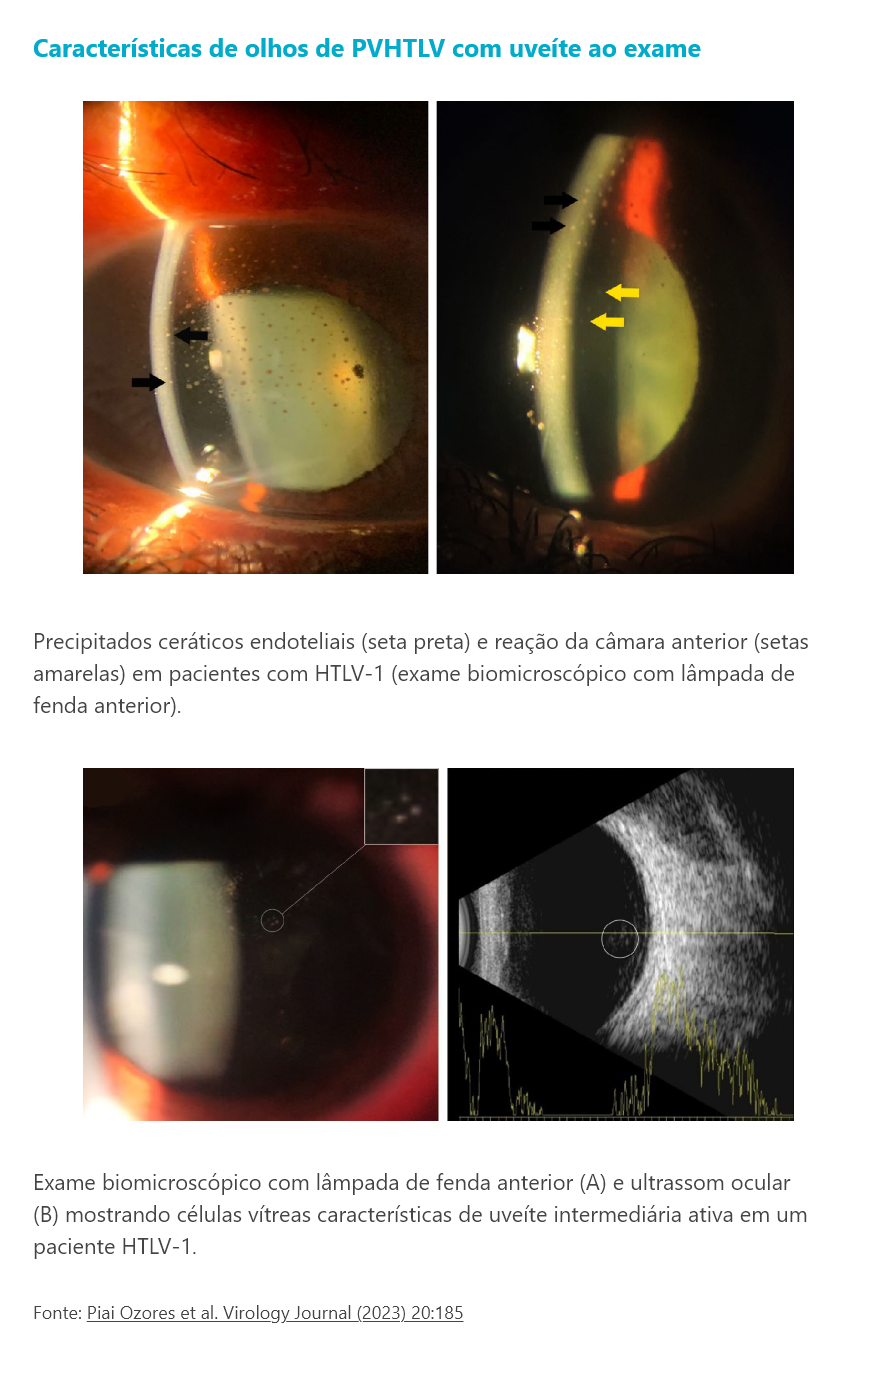 Características de olhos de PVHTLV com uveíte ao exame
Precipitados ceráticos endoteliais (seta preta) e reação da câmara anterior (setas
amarelas) em pacientes com HTLV-1 (exame biomicroscópico com lâmpada de
fenda anterior).
Exame biomicroscópico com lâmpada de fenda anterior (A) e ultrassom ocular
(B) mostrando células vítreas características de uveíte intermediária ativa em um
paciente HTLV-1.
Fonte: Piai Ozores et al. Virology Journal (2023) 20:185